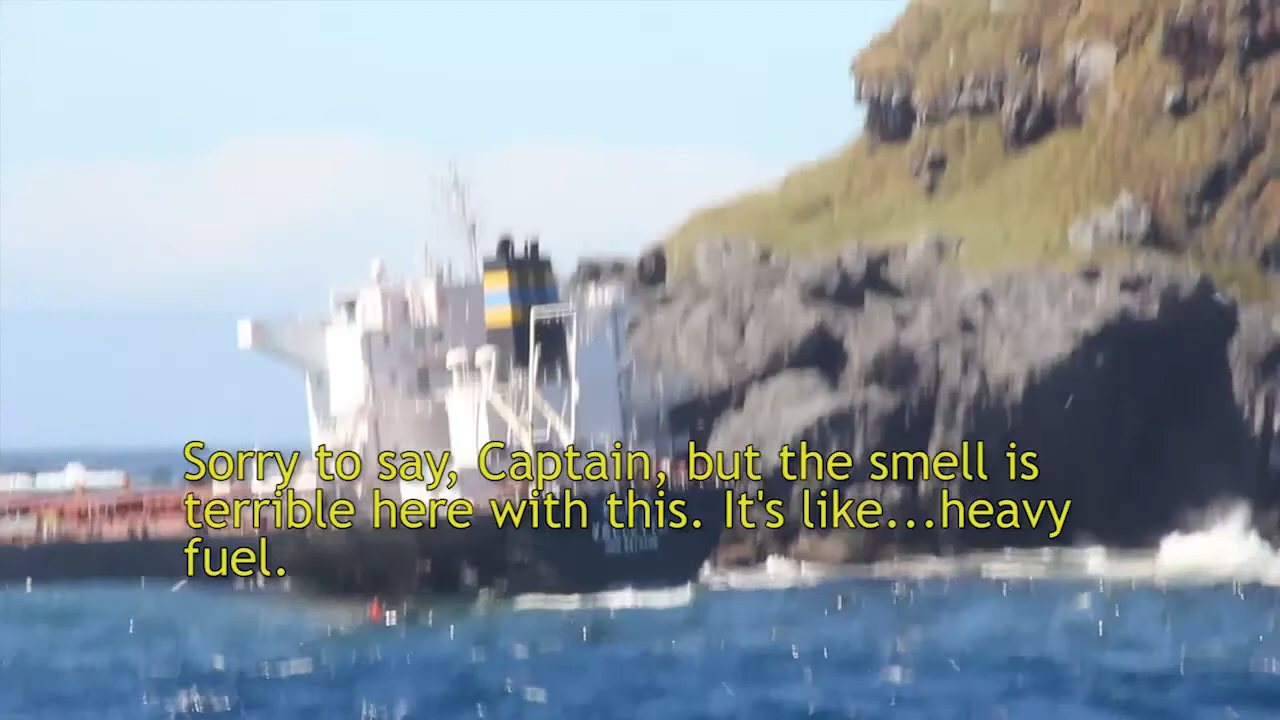 Sorry to say, Captain, but the smell is
terrible here with this. It's like...heavy
fuel.